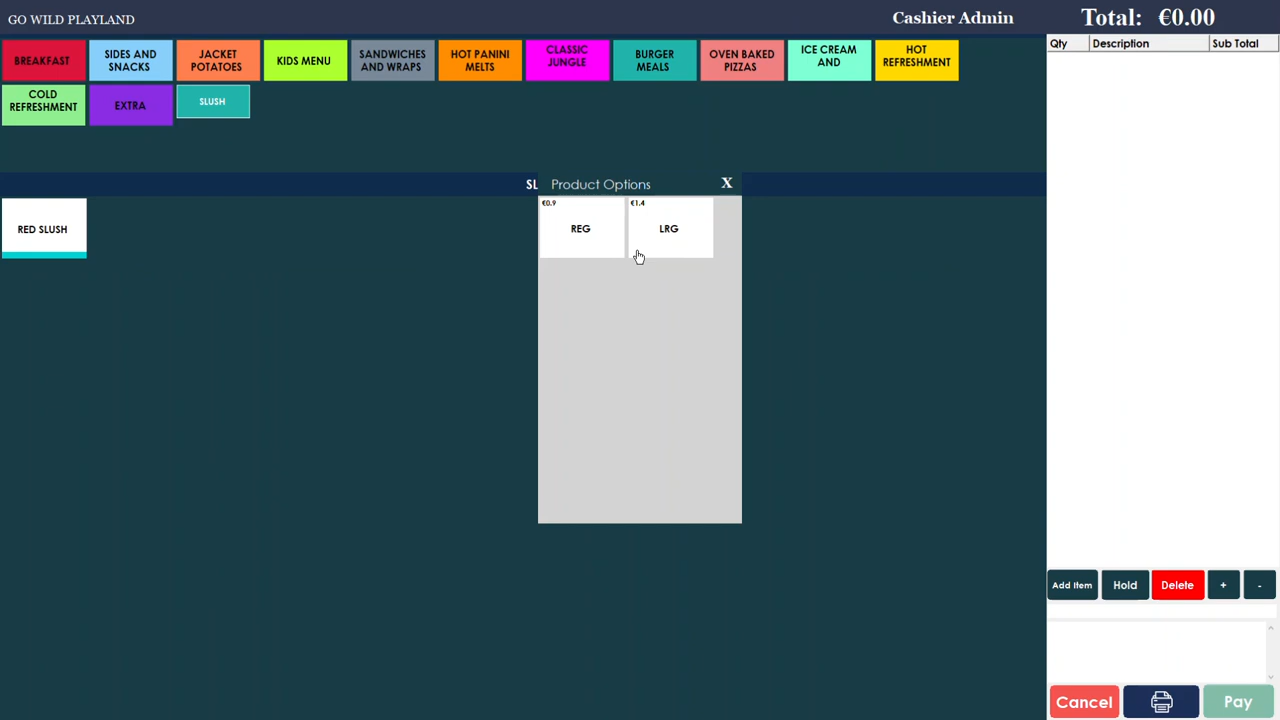 GO WILD PLAYLAND
Cashier Admin
Total: €0.00
BREAKFAST
SIDES AND
SNACKS
JACKET
POTATOES
KIDS MENU
SANDWICHES
AND WRAPS
HOT PANINI
MELTS
CLASSIC
JUNGLE
BURGER
MEALS
OVEN BAKED
PIZZAS
ICE CREAM
AND
HOT
REFRESHMENT
COLD
REFRESHMENT
EXTRA
SLUSH
Qty Description Sub Total
SL
Product Options X
RED SLUSH
€0.9
REG
€1.4
LRG
Add Item Hold Delete + -
Cancel Pay